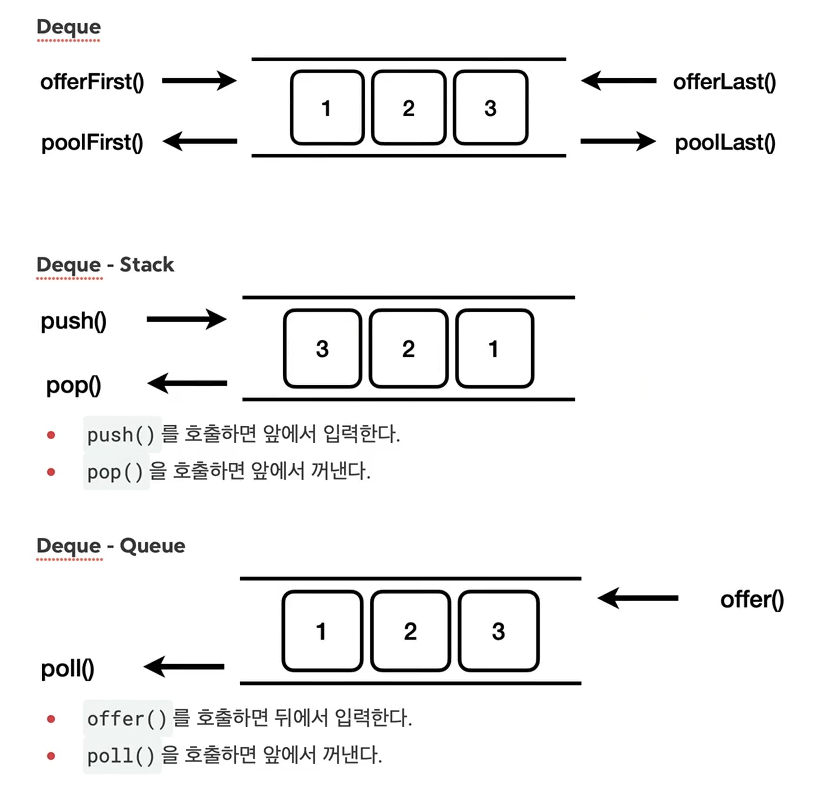 Deque
offerFirst()
1 2 3
offerLast()
poolFirst()
poolLast()
Deque - Stack
push()
3 2 1
pop()
push() 를 호출하면 앞에서 입력한다.
pop() 을 호출하면 앞에서 꺼낸다.
Deque - Queue
1 2 3
offer()
poll()
offer() 를 호출하면 뒤에서 입력한다.
poll() 을 호출하면 앞에서 꺼낸다.